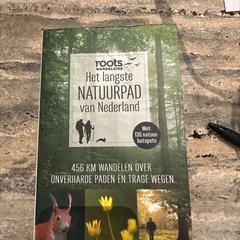 roots
WANDELGIDS
Het langste
NATUURPAD
van Nederland
Met
136 natuur
hotspots
456 KM WANDELEN OVER
ONVERHARDE PADEN EN TRAGE WEGEN